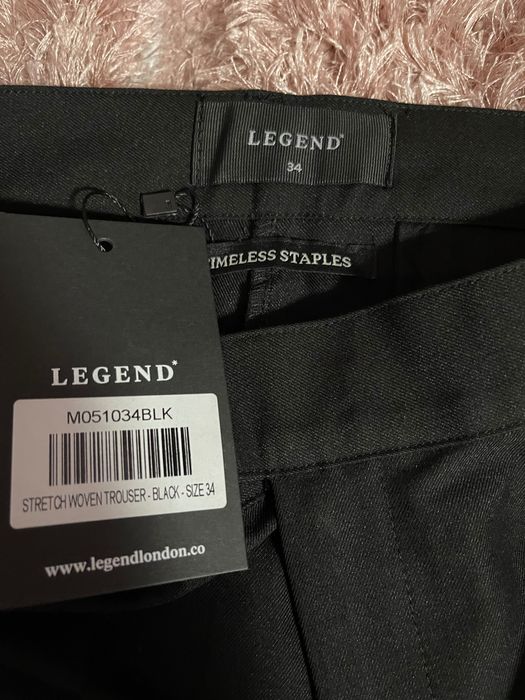 LEGEND*
34
TIMELESS STAPLES
LEGEND*
M051034BLK
STRETCH WOVEN TROUSER - BLACK - SIZE 34
www.legendlondon.co